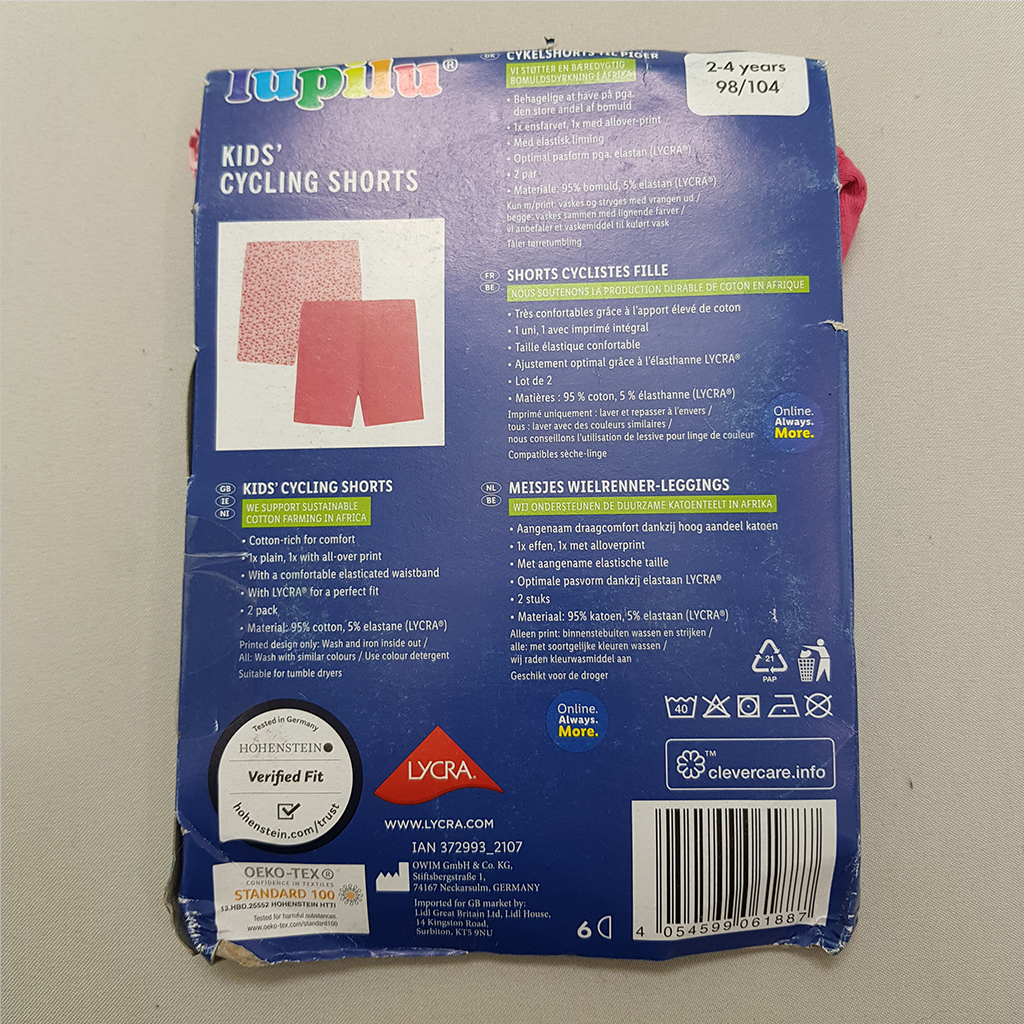 lupilu®
KIDS'
CYCLING SHORTS
2-4 years
98/104
DK
CYKELSHORTS TIL PIGER
VI STØTTER EN BÆREDYGTIG
BOMULDSDYRKNING I AFRIKA
• Behagelige at have på pga.
den store andel af bomuld
• 1x ensfarvet, 1x med allover-print
• Med elastisk linning
• Optimal pasform pga. elastan (LYCRA®)
• 2 par
• Materiale: 95% bomuld, 5% elastan (LYCRA®)
Kun m/print: vaskes og stryges med vrangen ud /
begge: vaskes sammen med lignende farver /
vi anbefaler et vaskemiddel til kulørt vask
Tåler tørretumbling
FR
BE
SHORTS CYCLISTES FILLE
NOUS SOUTENONS LA PRODUCTION DURABLE DE COTON EN AFRIQUE
• Très confortables grâce à l'apport élevé de coton
• 1 uni, 1 avec imprimé intégral
• Taille élastique confortable
• Ajustement optimal grâce à l'élasthanne LYCRA®
• Lot de 2
• Matières : 95 % coton, 5 % élasthanne (LYCRA®)
Imprimé uniquement : laver et repasser à l'envers /
tous : laver avec des couleurs similaires /
nous conseillons l'utilisation de lessive pour linge de couleur
Compatibles sèche-linge
Online.
Always.
More.
GB
IE
NI
KIDS' CYCLING SHORTS
WE SUPPORT SUSTAINABLE
COTTON FARMING IN AFRICA
• Cotton-rich for comfort
• 1x plain, 1x with all-over print
• With a comfortable elasticated waistband
• With LYCRA® for a perfect fit
• 2 pack
• Material: 95% cotton, 5% elastane (LYCRA®)
Printed design only: Wash and iron inside out /
All: Wash with similar colours / Use colour detergent
Suitable for tumble dryers
NL
BE
MEISJES WIELRENNER-LEGGINGS
WIJ ONDERSTEUNEN DE DUURZAME KATOENTEELT IN AFRIKA
• Aangenaam draagcomfort dankzij hoog aandeel katoen
• 1x effen, 1x met alloverprint
• Met aangename elastische taille
• Optimale pasvorm dankzij elastaan LYCRA®
• 2 stuks
• Materiaal: 95% katoen, 5% elastaan (LYCRA®)
Alleen print: binnenstebuiten wassen en strijken /
alle: met soortgelijke kleuren wassen /
wij raden kleurwasmiddel aan
Geschikt voor de droger
21
PAP
40
Online.
Always.
More.
™
clevercare.info
Tested in Germany
HOHENSTEIN
Verified Fit
hohenstein.com/trust
LYCRA®
WWW.LYCRA.COM
IAN 372993_2107
OWIM GmbH & Co. KG,
Stiftsbergstraße 1,
74167 Neckarsulm, GERMANY
Imported for GB market by:
Lidl Great Britain Ltd, Lidl House,
14 Kingston Road,
Surbiton, KT5 9NU
OEKO-TEX®
CONFIDENCE IN TEXTILES
STANDARD 100
13.HBD.25552 HOHENSTEIN HTTI
Tested for harmful substances.
www.oeko-tex.com/standard100
6
4 054599 061887